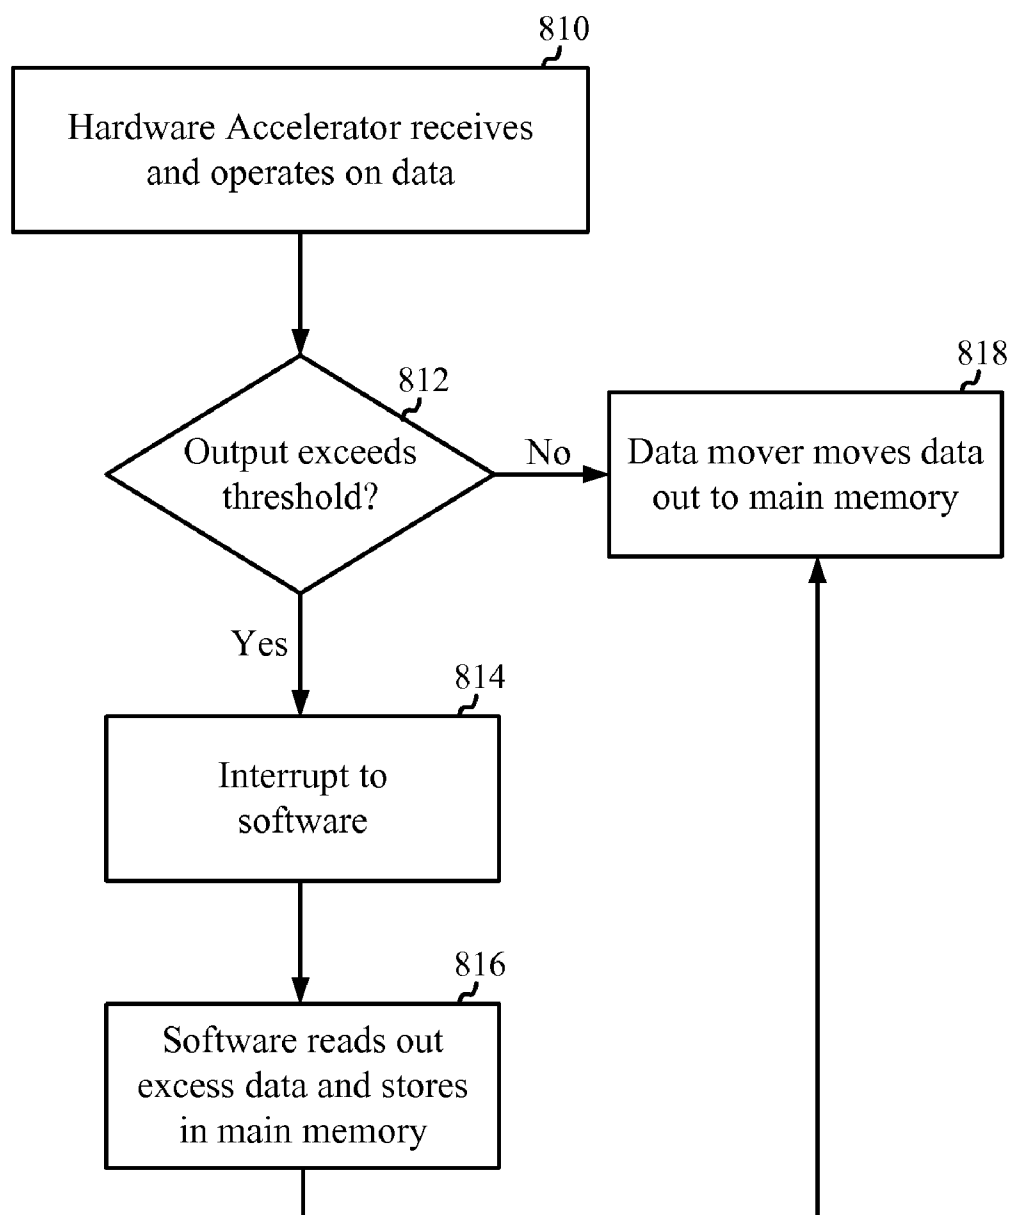 810
Hardware Accelerator receives
and operates on data
812
Output exceeds
threshold?
No
818
Data mover moves data
out to main memory
Yes
814
Interrupt to
software
816
Software reads out
excess data and stores
in main memory